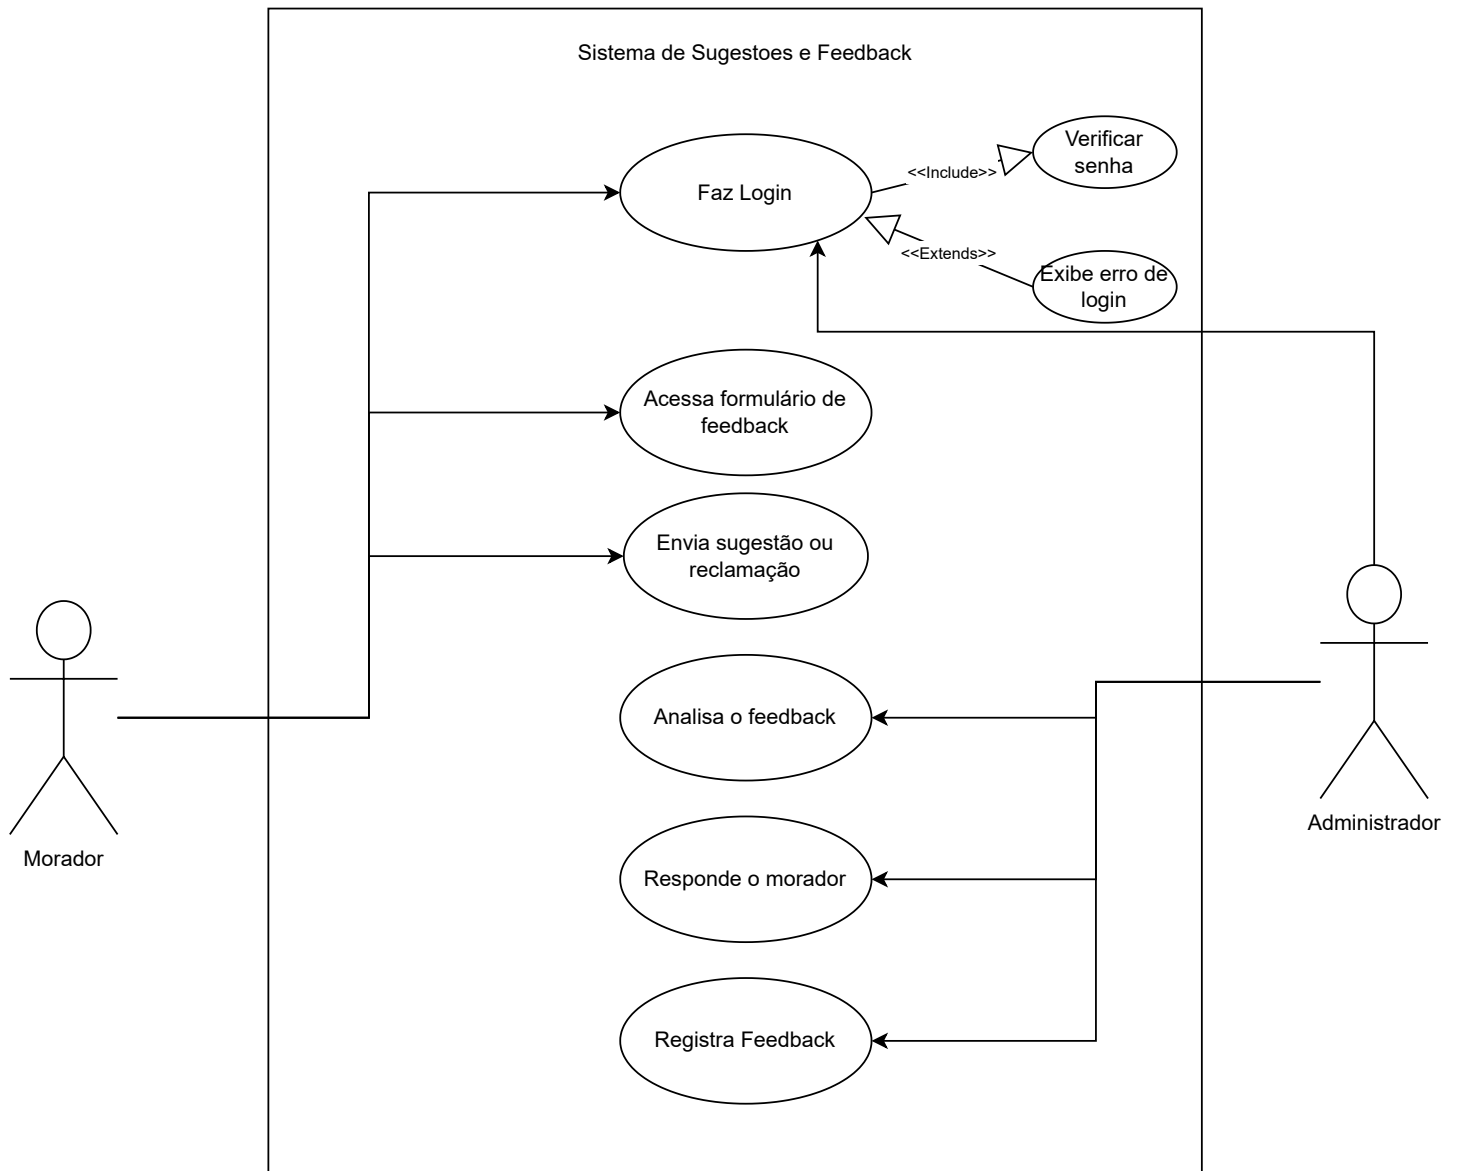 Sistema de Sugestoes e Feedback
Verificar
senha
<<Include>>
Faz Login
<<Extends>>
Exibe erro de
login
Acessa formulário de
feedback
Envia sugestão ou
reclamação
Analisa o feedback
Administrador
Morador
Responde o morador
Registra Feedback